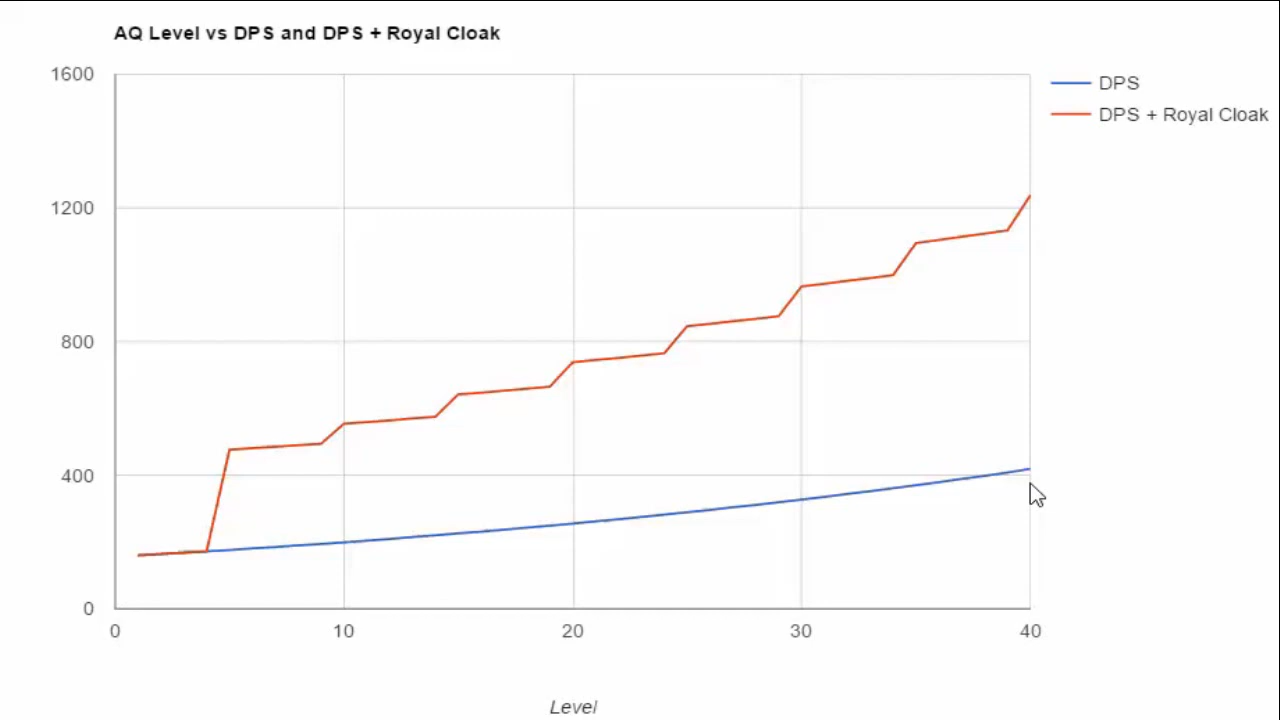 AQ Level vs DPS and DPS + Royal Cloak
1600
1200
800
400
0
0 10 20 30 40
Level
DPS
DPS + Royal Cloak